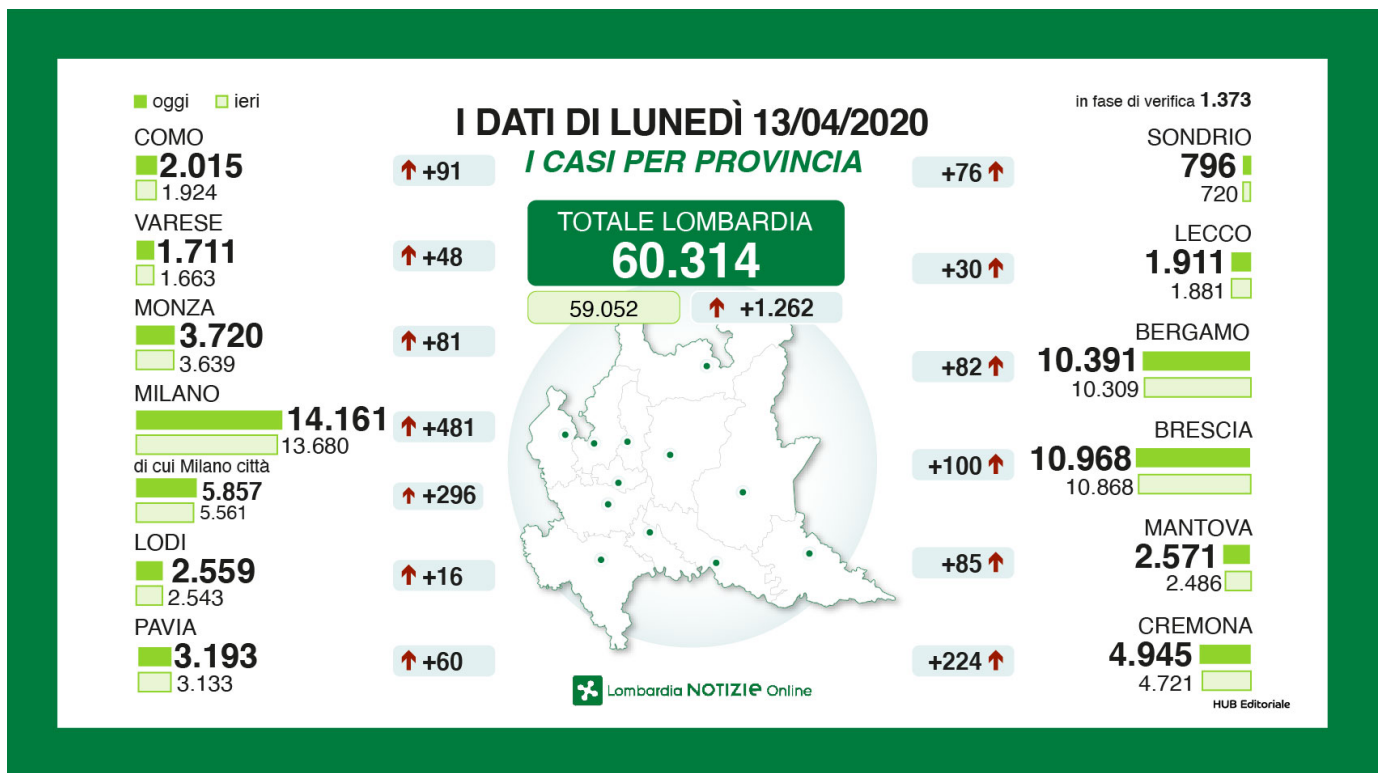 oggi ieri
I DATI DI LUNEDÌ 13/04/2020
I CASI PER PROVINCIA
in fase di verifica 1.373
TOTALE LOMBARDIA
60.314
59.052
+1.262
COMO
2.015
1.924
+91
VARESE
1.711
1.663
+48
MONZA
3.720
3.639
+81
MILANO
14.161
13.680
+481
di cui Milano città
5.857
5.561
+296
LODI
2.559
2.543
+16
PAVIA
3.193
3.133
+60
SONDRIO
+76
796
720
LECCO
+30
1.911
1.881
BERGAMO
+82
10.391
10.309
BRESCIA
+100
10.968
10.868
MANTOVA
+85
2.571
2.486
CREMONA
+224
4.945
4.721
Lombardia NOTIZIE Online
HUB Editoriale